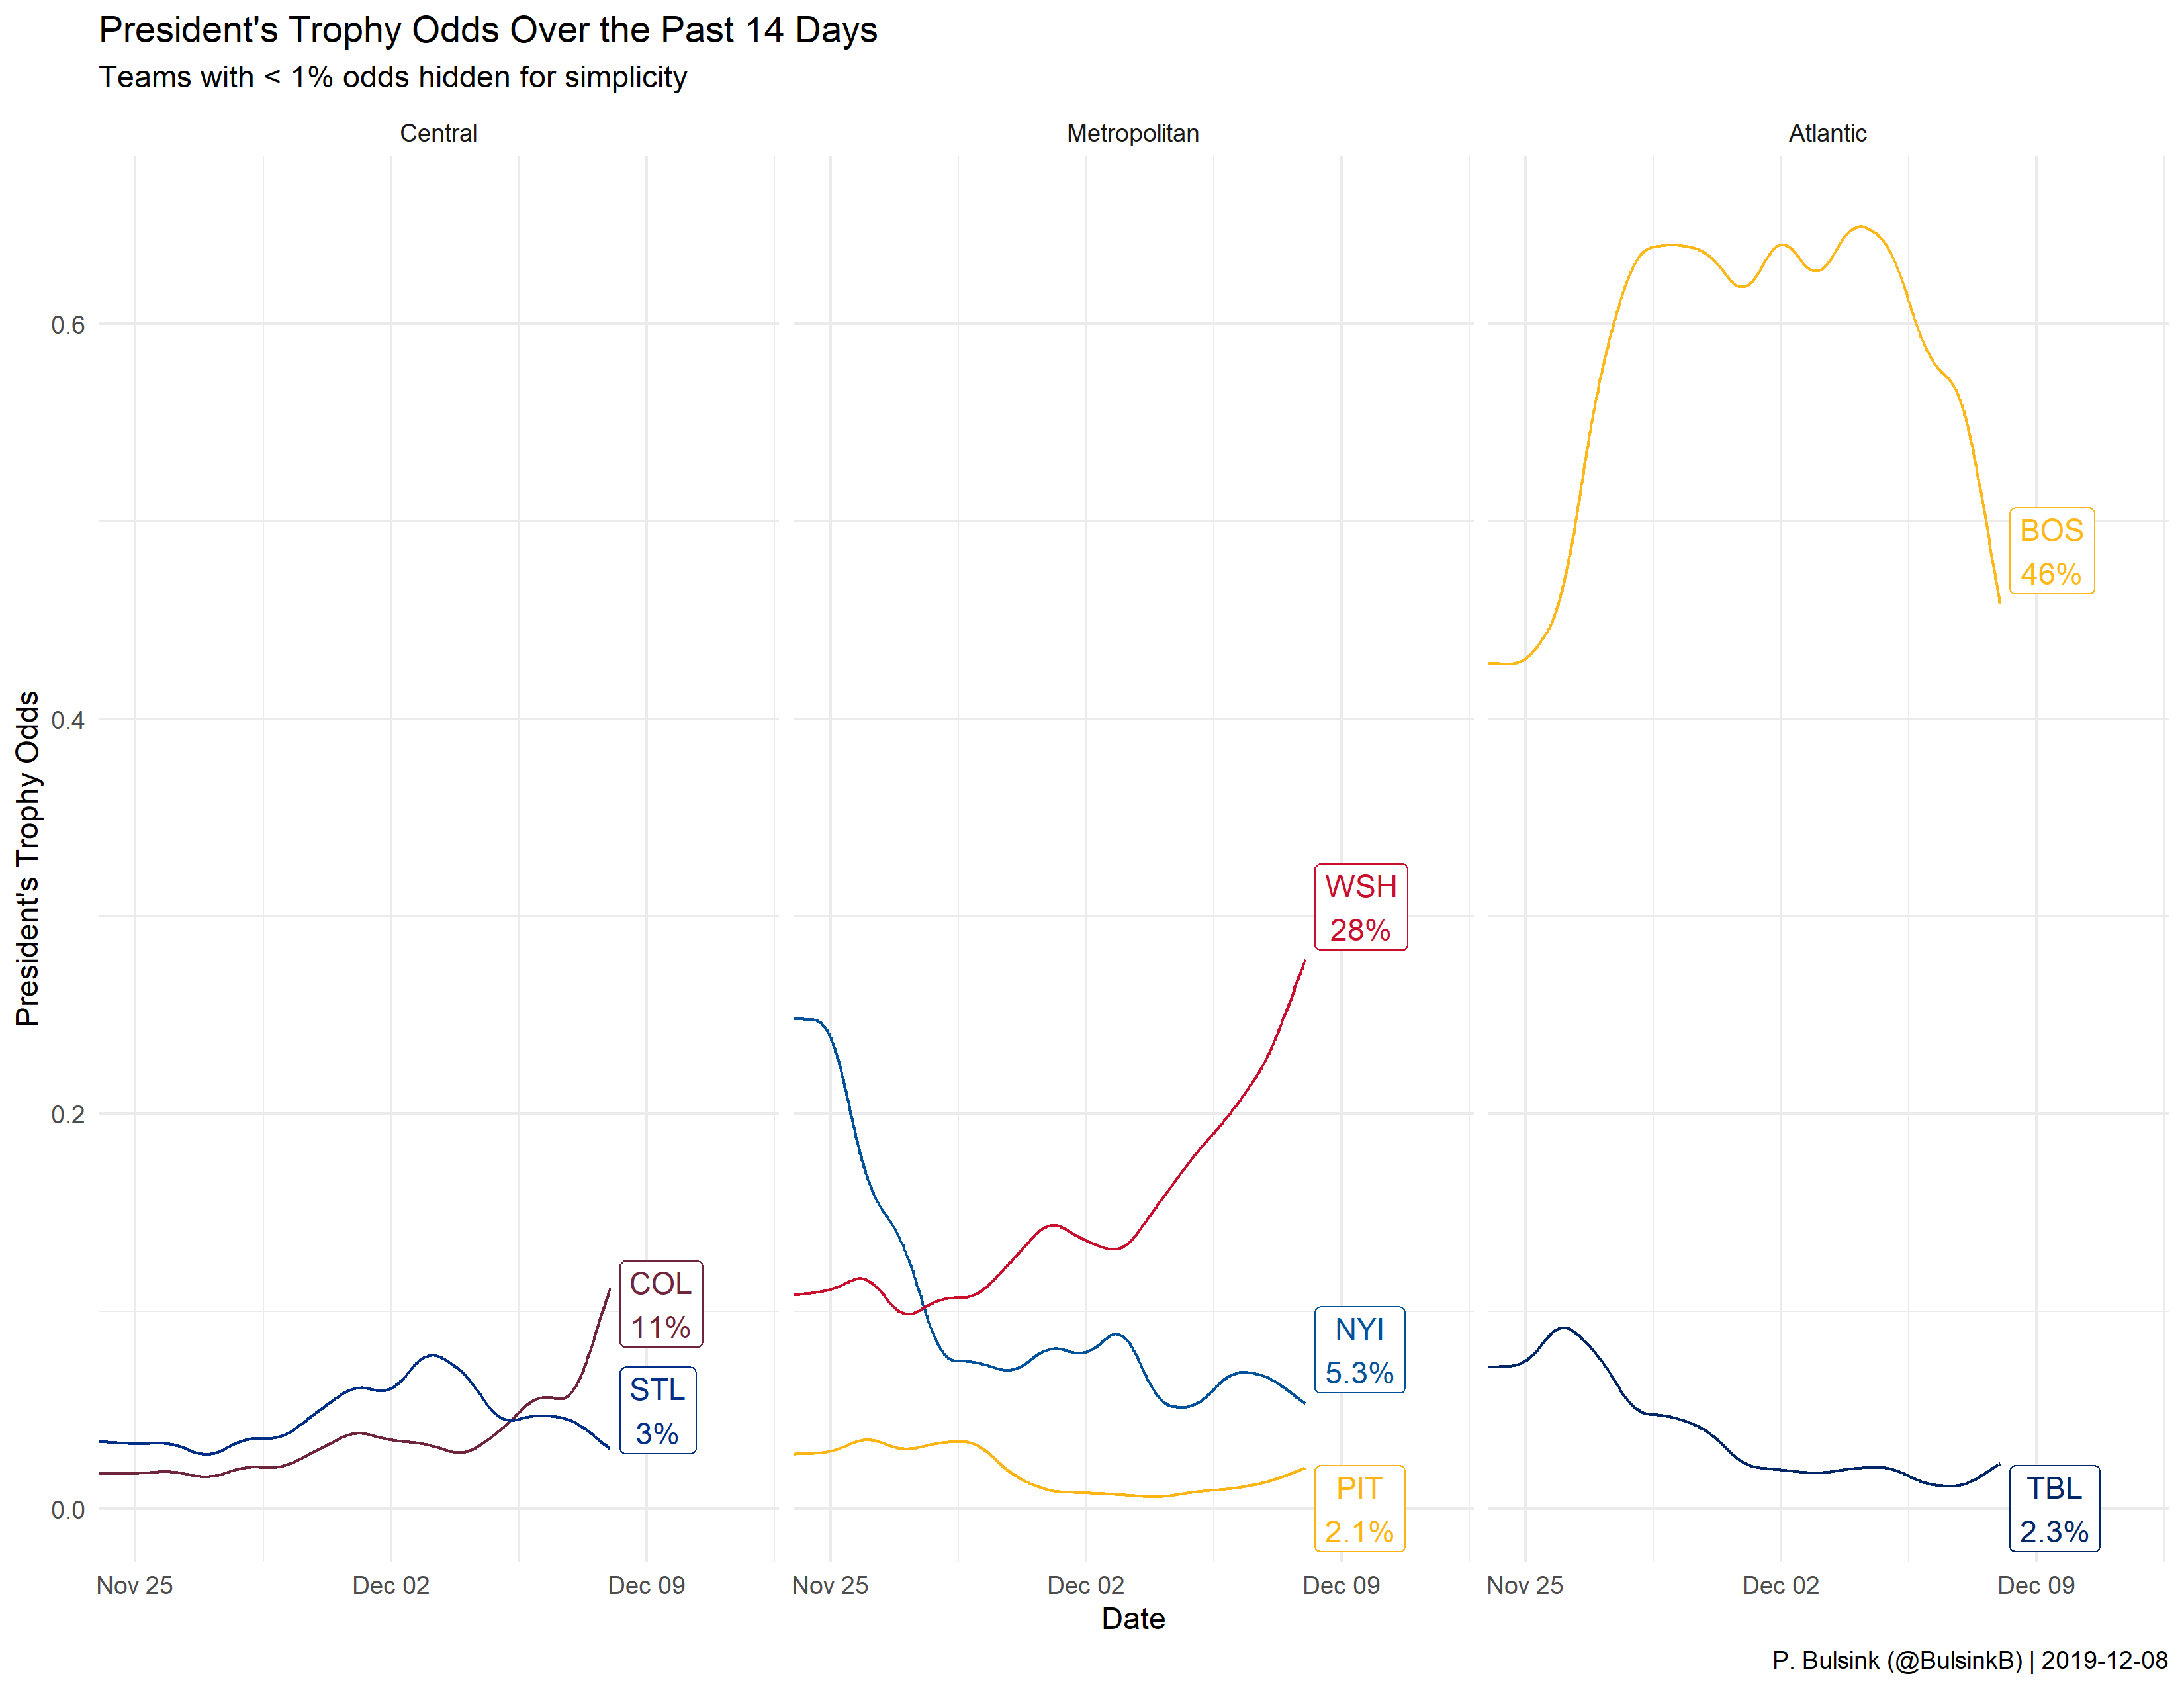 President's Trophy Odds Over the Past 14 Days
Teams with < 1% odds hidden for simplicity
Central
Metropolitan
Atlantic
President's Trophy Odds
0.6
0.4
0.2
0.0
COL
11%
STL
3%
WSH
28%
NYI
5.3%
PIT
2.1%
BOS
46%
TBL
2.3%
Nov 25
Dec 02
Dec 09
Nov 25
Dec 02
Dec 09
Nov 25
Dec 02
Dec 09
Date
P. Bulsink (@BulsinkB) | 2019-12-08